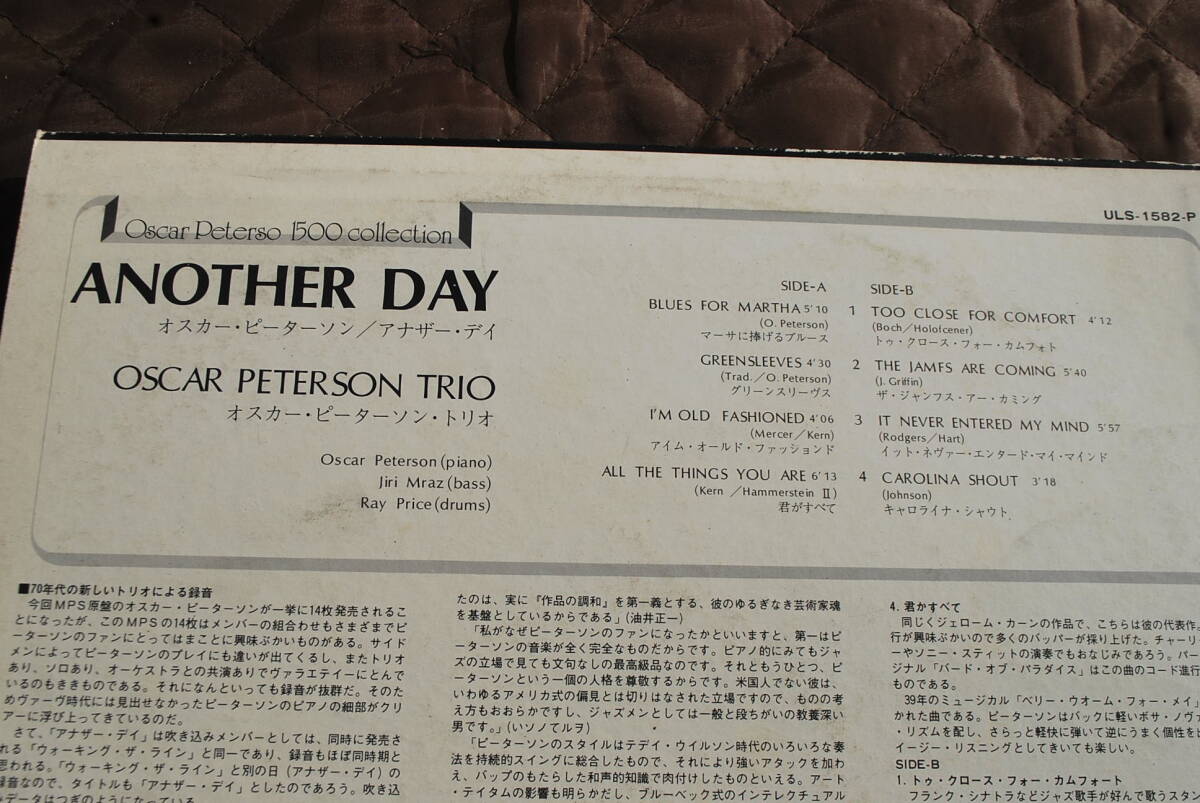 ULS-1582-P
Oscar Peterso 1500 collection
ANOTHER DAY
オスカー・ピーターソン／アナザー・デイ
OSCAR PETERSON TRIO
オスカー・ピーターソン・トリオ
Oscar Peterson(piano)
Jiri Mraz(bass)
Ray Price(drums)
SIDE-A
BLUES FOR MARTHA 5'10
(O. Peterson)
マーサに捧げるブルース
GREENSLEEVES 4'30
(Trad./O. Peterson)
グリーンスリーヴス
I'M OLD FASHIONED 4'06
(Mercer/Kern)
アイム・オールド・ファッションド
ALL THE THINGS YOU ARE 6'13
(Kern /Hammerstein II)
君がすべて
SIDE-B
1 TOO CLOSE FOR COMFORT 4'12
(Boch/Holofcener)
トゥ・クロース・フォー・カムフォト
2 THE JAMFS ARE COMING 5'40
(J. Griffin)
ザ・ジャンフス・アー・カミング
3 IT NEVER ENTERED MY MIND 5'57
(Rodgers/Hart)
イット・ネヴァー・エンタード・マイ・マインド
4 CAROLINA SHOUT 3'18
(Johnson)
キャロライナ・シャウト
■70年代の新しいトリオによる録音
今回MPS原盤のオスカー・ピーターソンが一挙に14枚発売されるこ
とになったが、このMPSの14枚はメンバーの組合わせもさまざまでピ
ーターソンのファンにとってはまことに興味ぶかいものがある。サイド
メンによってピーターソンのプレイにも違いが出てくるし、またトリオ
あり、ソロあり、オーケストラとの共演ありでヴァラエティーにとんで
いるのもききものである。それになんといっても録音が抜群だ。そのた
めヴァーヴ時代には見出せなかったピーターソンのピアノの細部がクリ
アーに浮び上ってきているのだ。
さて、「アナザー・デイ」は吹き込みメンバーとしては、同時に発売さ
れる「ウォーキング・ザ・ライン」と同一であり、録音もほぼ同時期と
思われる。「ウォーキング・ザ・ライン」と別の日（アナザー・デイ）の
録音なので、タイトルも「アナザー・デイ」としたのであろう。吹き込
みデータはつぎのようになっている。
たのは、実に『作品の調和』を第一義とする、彼のゆるぎなき芸術家魂
を基盤としているからである」（油井正一）
「私がなぜピーターソンのファンになったかといいますと、第一はピ
ーターソンの音楽が全く完全なものだからです。ピアノ的にみてもジャ
ズの立場で見ても文句なしの最高級品なのです。それともうひとつ、ピ
ーターソンという一個の人格を尊敬するからです。米国人でない彼は、
いわゆるアメリカ式の偏見とは切りはなされた立場ですので、ものの考
え方もおおらかですし、ジャズメンとしては一般と段ちがいの教養深い
男です。」（いソノてルヲ）
「ピーターソンのスタイルはテデイ・ウイルソン時代のいろいろな奏
法を持続的スイングに総合したもので、それにより強いアタックを加わ
え、バップのもたらした和声的知識で肉付けしたものといえる。アート
・テイタムの影響も明らかだし、ブルーベック式のインテレクチュアル
4. 君がすべて
同じくジェローム・カーンの作品で、こちらは彼の代表作。
行が興味ぶかいので多くのバッパーが採り上げた。チャーリ
ーやソニー・スティットの演奏でもおなじみであろう。パー
ジナル「バード・オブ・パラダイス」はこの曲のコード進行
ものである。
39年のミュージカル「ベリー・ウオーム・フォー・メイ」
かれた曲である。ピーターソンはバックに軽いボサ・ノヴァ
・リズムを配し、さらっと軽快に弾いて逆にうまく個性を
イージー・リスニングとしてきいても楽しい。
SIDE-B
1. トゥ・クロース・フォー・カムフォート
フランク・シナトラなどジャズ歌手が好んで歌うスタン